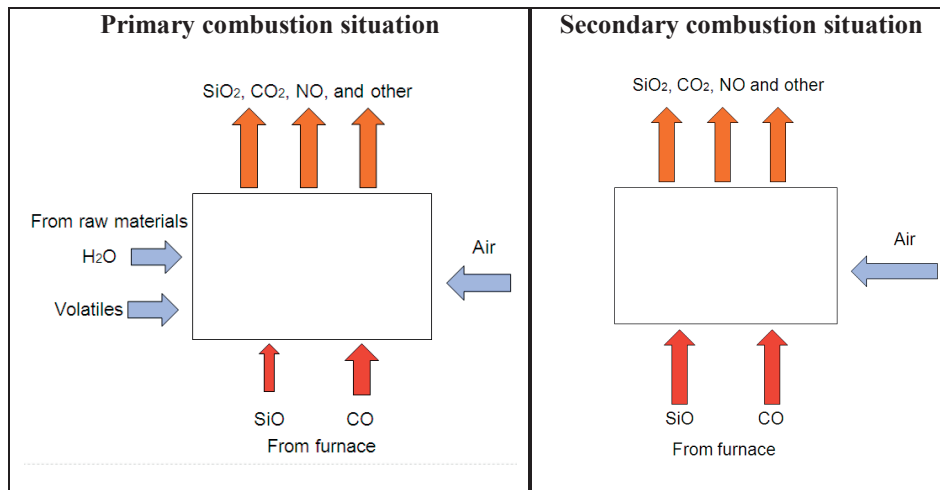 Primary combustion situation
SiO₂, CO₂, NO, and other
From raw materials
H₂O
Volatiles
Air
SiO
CO
From furnace
Secondary combustion situation
SiO₂, CO₂, NO and other
Air
SiO
CO
From furnace